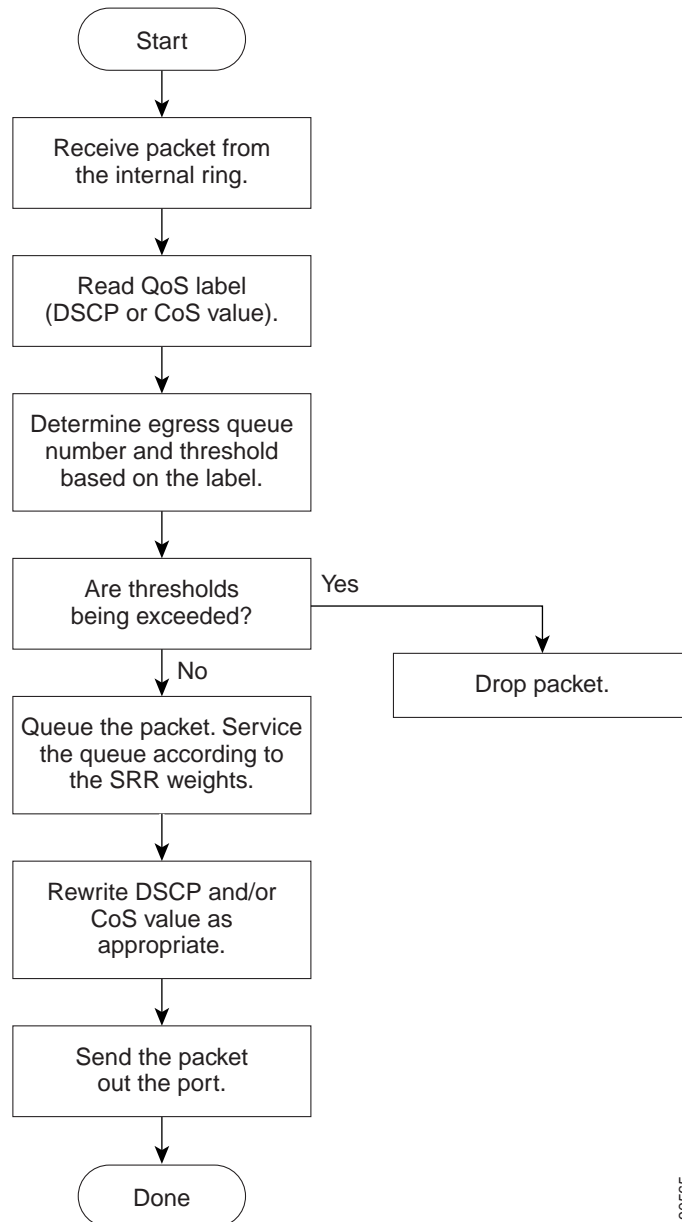 Start
Receive packet from
the internal ring.
Read QoS label
(DSCP or CoS value).
Determine egress queue
number and threshold
based on the label.
Are thresholds
being exceeded?
Yes
Drop packet.
No
Queue the packet. Service
the queue according to
the SRR weights.
Rewrite DSCP and/or
CoS value as
appropriate.
Send the packet
out the port.
Done